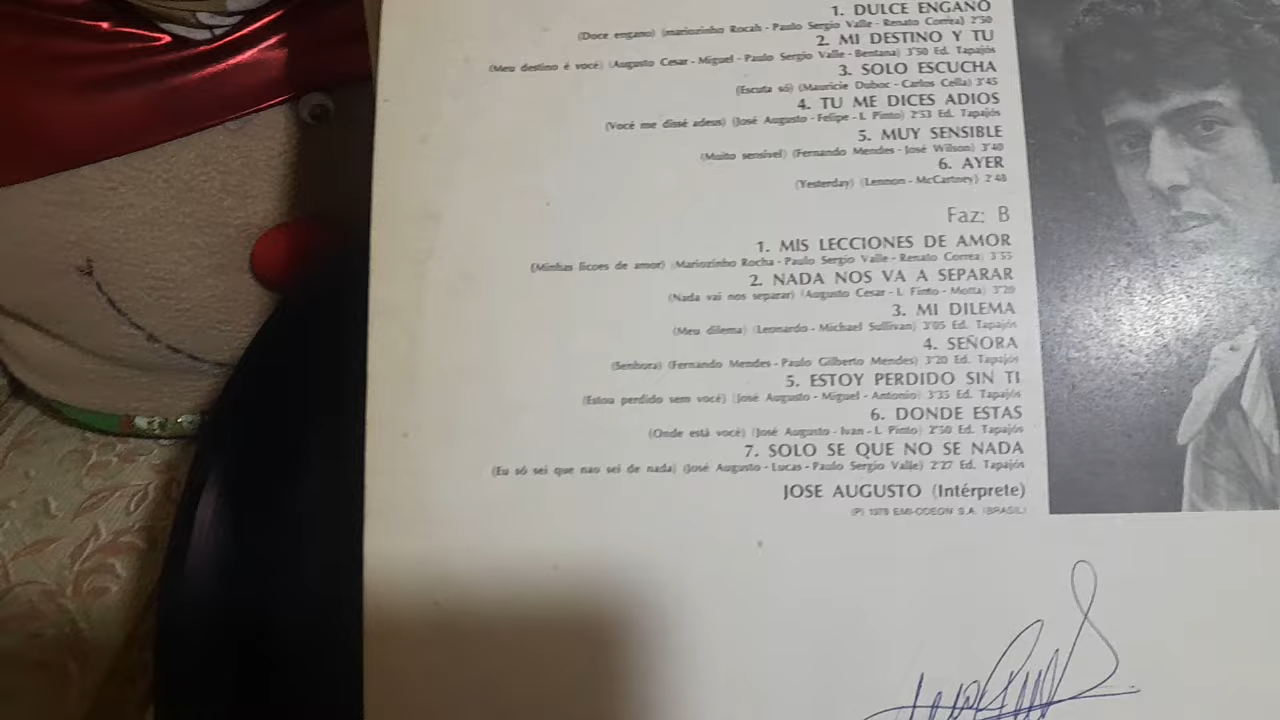 1. DULCE ENGAÑO
(Doce engano) (mariozinho Rocah - Paulo Sergio Valle - Renato Correa) 2'50
2. MI DESTINO Y TU
(Meu destino é você) (Augusto Cesar - Miguel - Paulo Sergio Valle - Bentana) 3'50 Ed. Tapajós
3. SOLO ESCUCHA
(Escuta só) (Mauricie Duboc - Carlos Colla) 3'45
4. TU ME DICES ADIOS
(Você me dissé adeus) (José Augusto - Felipe - L Pinto) 2'53 Ed. Tapajós
5. MUY SENSIBLE
(Muito sensivel) (Fernando Mendes - José Wilson) 3'40
6. AYER
(Yesterday) (Lennon - McCartney) 2'48
Faz: B
1. MIS LECCIONES DE AMOR
(Minhas licoes de amor) (Mariozinho Rocha - Paulo Sergio Valle - Renato Correa) 3'55
2. NADA NOS VA A SEPARAR
(Nada vai nos separar) (Augusto Cesar - L Pinto - Motta) 3'20
3. MI DILEMA
(Meu dilema) (Leonardo - Michael Sullivan) 3'05 Ed. Tapajós
4. SEÑORA
(Senhora) (Fernando Mendes - Paulo Gilberto Mendes) 3'20 Ed. Tapajós
5. ESTOY PERDIDO SIN TI
(Estou perdido sem você) (José Augusto - Miguel - Antonio) 3'35 Ed. Tapajós
6. DONDE ESTAS
(Onde está você) (José Augusto - Ivan - L Pinto) 2'50 Ed. Tapajós
7. SOLO SE QUE NO SE NADA
(Eu só sei que nao sei de nada) (José Augusto - Lucas - Paulo Sergio Valle) 2'27 Ed. Tapajós
JOSE AUGUSTO (Intérprete)
(P) 1978 EMI-ODEON S.A. (BRASIL)